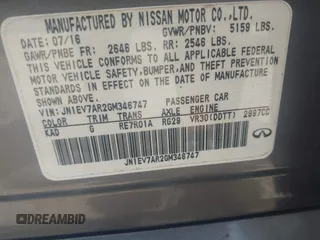 MANUFACTURED BY NISSAN MOTOR CO.,LTD.
DATE: 07/16 GVWR/PNBV: 5159 LBS.
GAWR/PNBE FR: 2646 LBS. RR: 2546 LBS.
THIS VEHICLE CONFORMS TO ALL APPLICABLE
FEDERAL MOTOR VEHICLE SAFETY, BUMPER, AND THEFT
PREVENTION STANDARDS IN EFFECT ON THE DATE OF
MANUFACTURE SHOWN ABOVE.
VIN: JN1EV7AR2GM346747 PASSENGER CAR
COLOR TRIM TRANS AXLE ENGINE
KAD G RE7R01A RG29 VR30(DDTT) 2997CC
JN1EV7AR2GM346747
DREAMBID